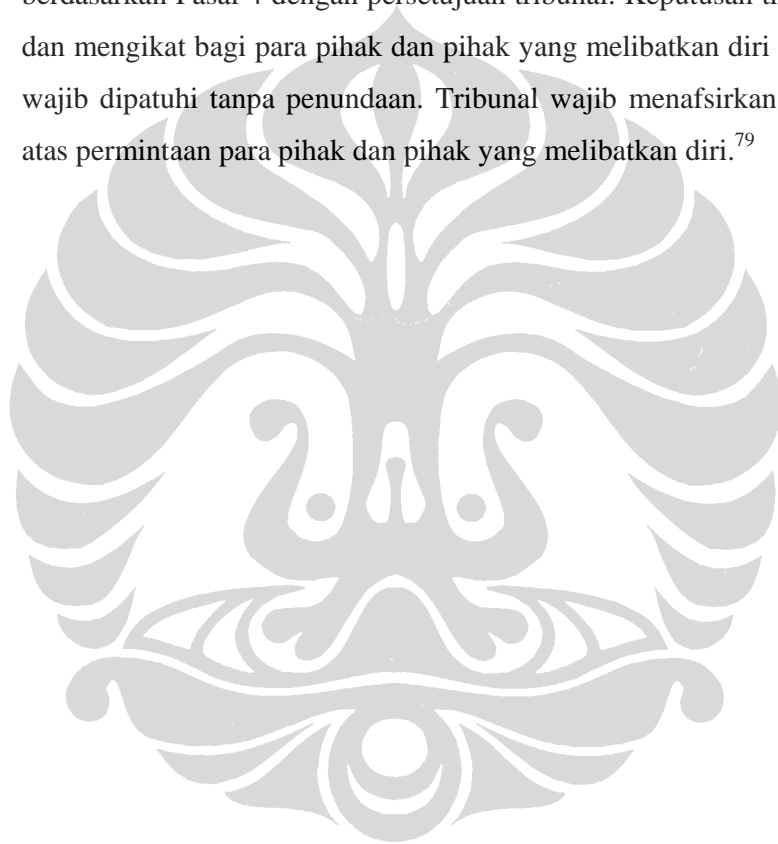 berdasarkan Pasal 4 dengan persetujuan tribunal. Keputusan
dan mengikat bagi para pihak dan pihak yang melibatkan diri
wajib dipatuhi tanpa penundaan. Tribunal wajib menafsirkan
atas permintaan para pihak dan pihak yang melibatkan diri.79